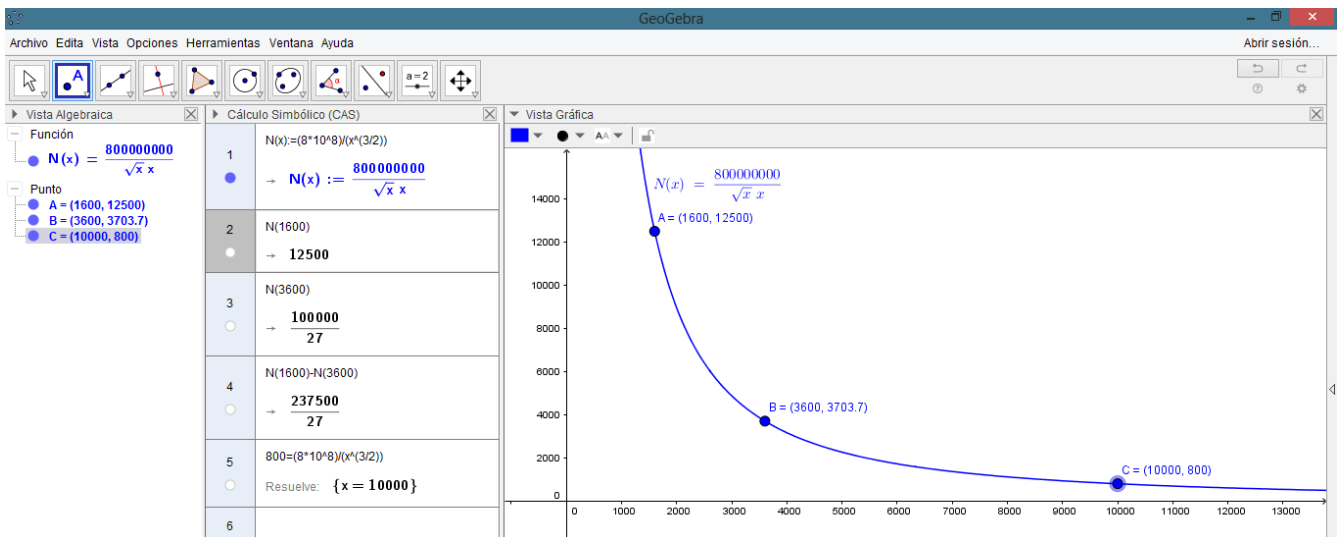 GeoGebra
Archivo Edita Vista Opciones Herramientas Ventana Ayuda
Abrir sesión...
A
α
a = 2
Vista Algebraica
Función
N(x) = 800000000 / √x x
Punto
A = (1600, 12500)
B = (3600, 3703.7)
C = (10000, 800)
Cálculo Simbólico (CAS)
1
N(x):=(8*10^8)/(x^(3/2))
→ N(x) := 800000000 / √x x
2
N(1600)
→ 12500
3
N(3600)
→ 100000 / 27
4
N(1600)-N(3600)
→ 237500 / 27
5
800=(8*10^8)/(x^(3/2))
Resuelve: {x = 10000}
6
Vista Gráfica
AA
N(x) = 800000000 / √x x
A = (1600, 12500)
B = (3600, 3703.7)
C = (10000, 800)
14000
12000
10000
8000
6000
4000
2000
0
0 1000 2000 3000 4000 5000 6000 7000 8000 9000 10000 11000 12000 13000